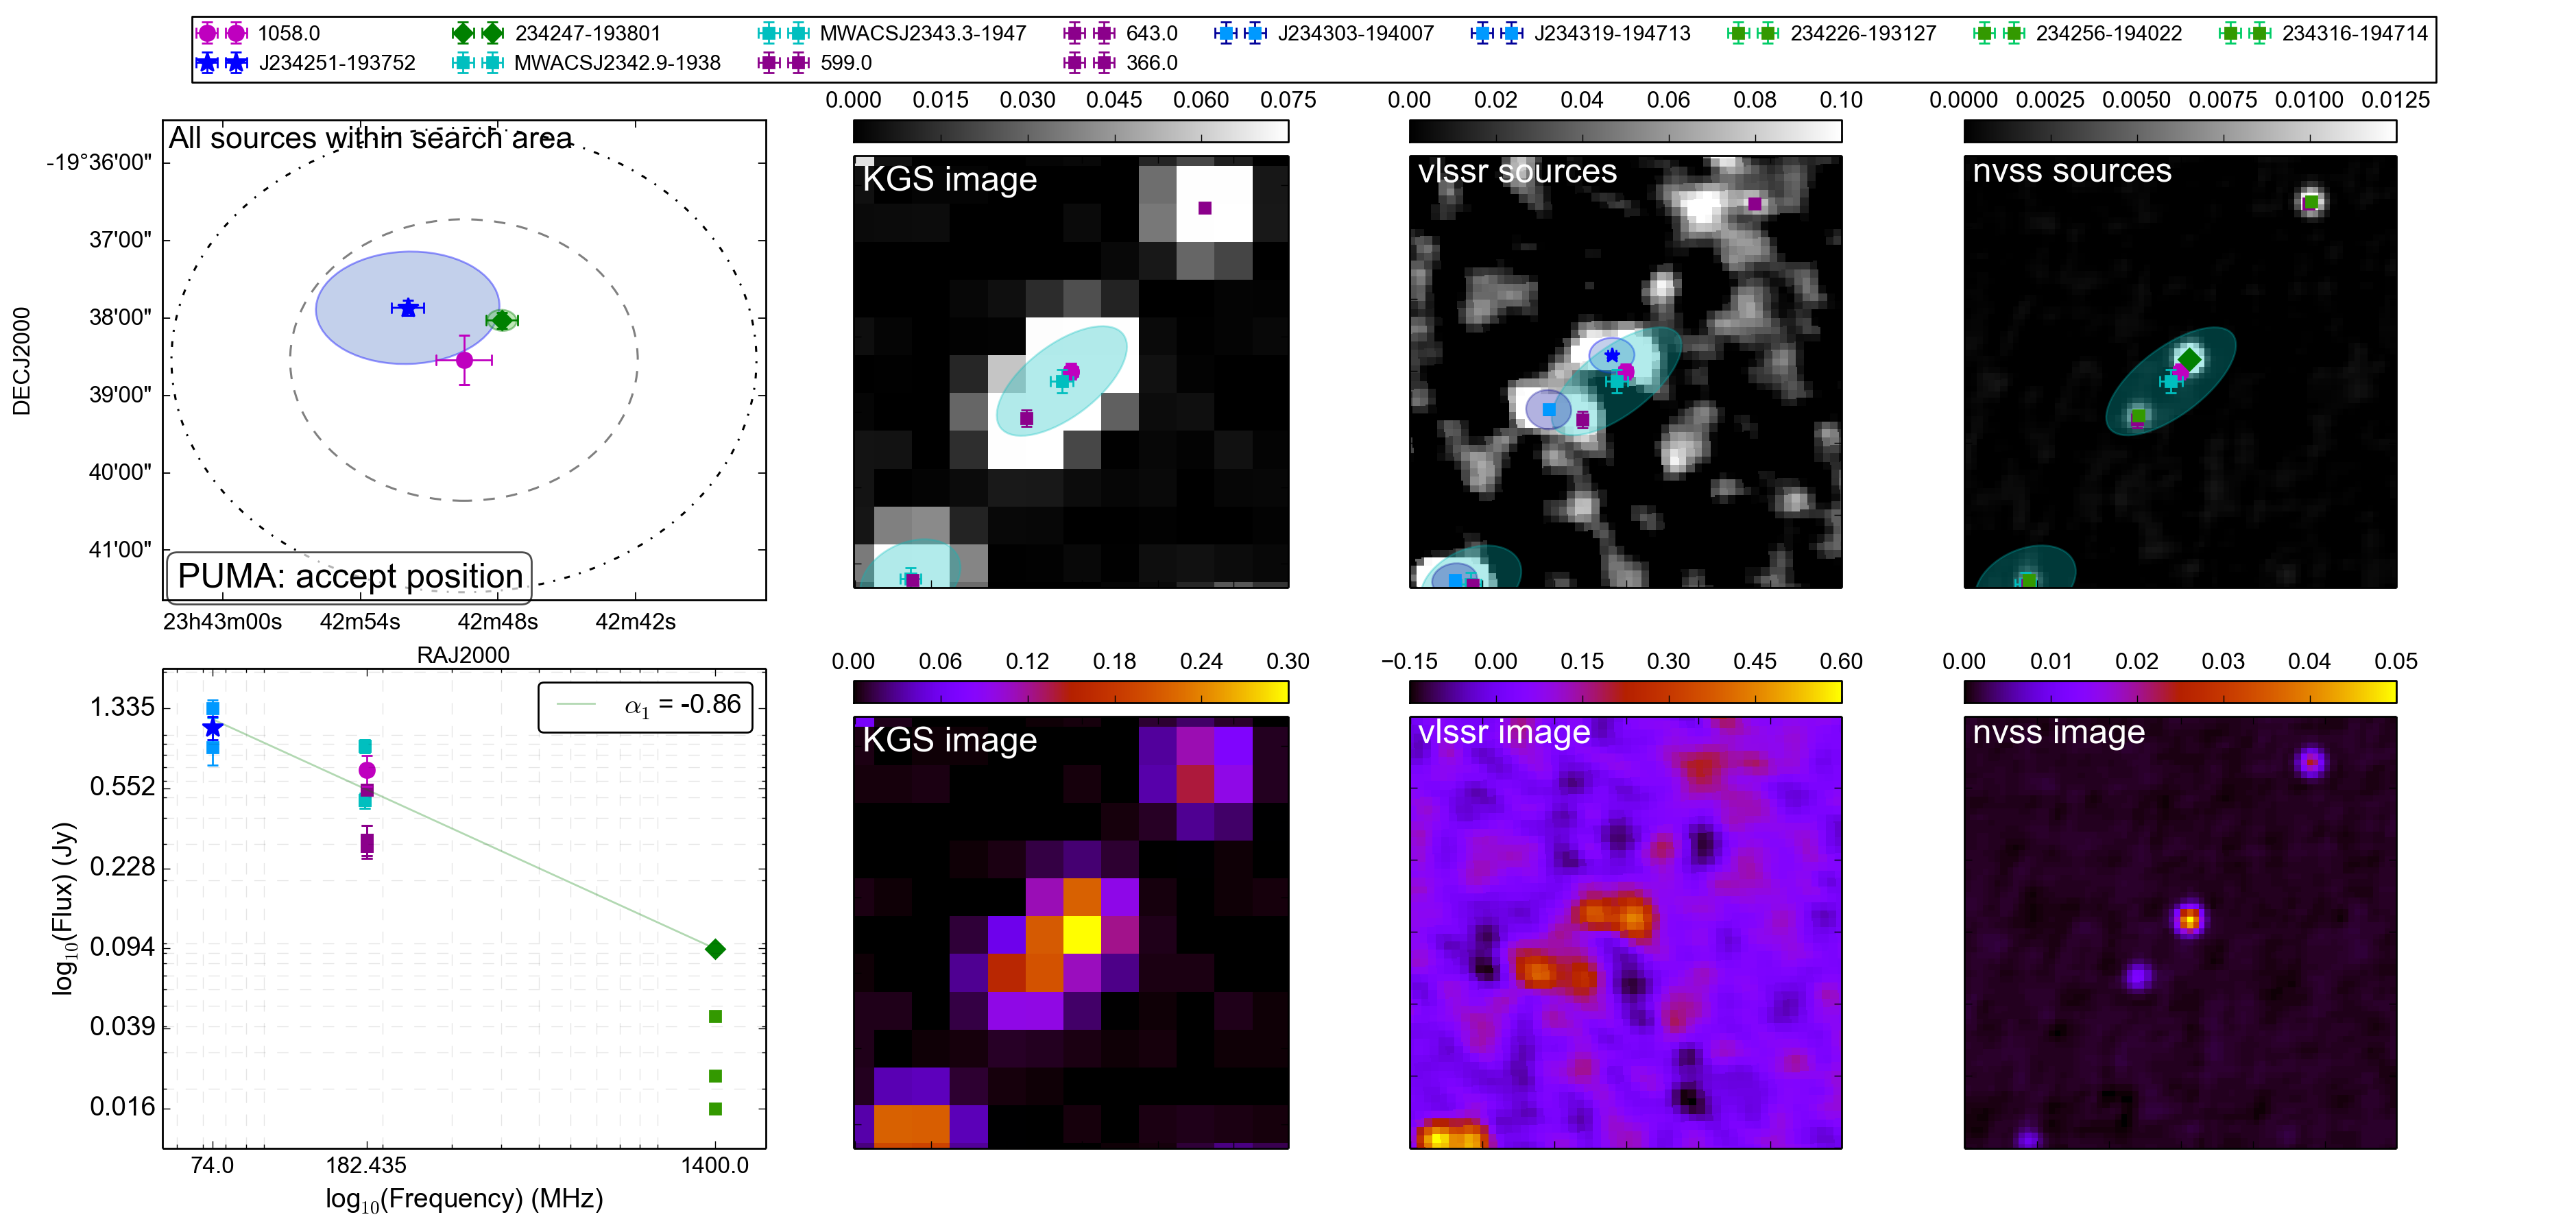 1058.0 234247-193801 MWACSJ2343.3-1947 643.0 J234303-194007 J234319-194713 234226-193127 234256-194022 234316-194714
J234251-193752 MWACSJ2342.9-1938 599.0 366.0
0.000 0.015 0.030 0.045 0.060 0.075
0.00 0.02 0.04 0.06 0.08 0.10
0.0000 0.0025 0.0050 0.0075 0.0100 0.0125
All sources within search area
-19°36'00"
37'00"
38'00"
39'00"
40'00"
41'00"
DECJ2000
PUMA: accept position
23h43m00s 42m54s 42m48s 42m42s
RAJ2000
KGS image
vlssr sources
nvss sources
0.00 0.06 0.12 0.18 0.24 0.30
−0.15 0.00 0.15 0.30 0.45 0.60
0.00 0.01 0.02 0.03 0.04 0.05
α1 = -0.86
1.335
0.552
0.228
0.094
0.039
0.016
log10(Flux) (Jy)
74.0 182.435 1400.0
log10(Frequency) (MHz)
KGS image
vlssr image
nvss image